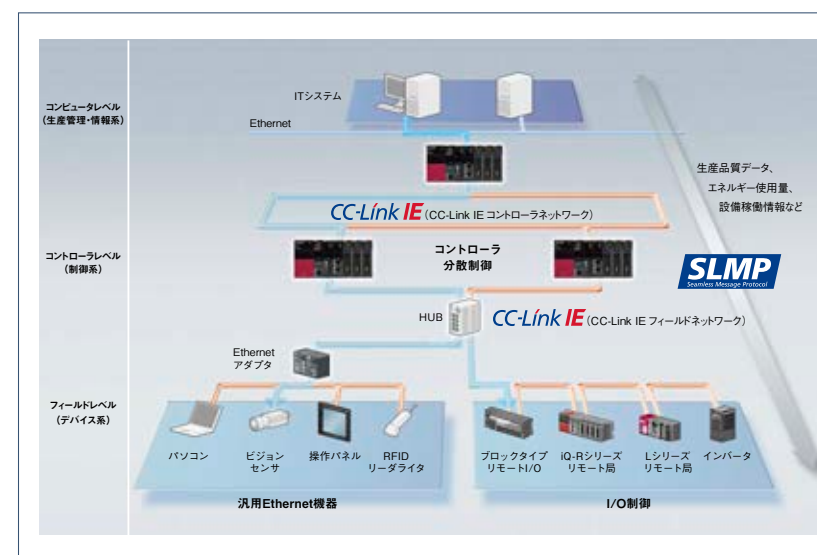 コンピュータレベル
(生産管理・情報系)
ITシステム
Ethernet
生産品質データ、
エネルギー使用量、
設備稼働情報など
CC-Link IE (CC-Link IE コントローラネットワーク)
コントローラレベル
(制御系)
コントローラ
分散制御
SLMP
Seamless Message Protocol
HUB
CC-Link IE (CC-Link IE フィールドネットワーク)
Ethernet
アダプタ
フィールドレベル
(デバイス系)
パソコン
ビジョン
センサ
操作パネル
RFID
リーダライタ
ブロックタイプ
リモートI/O
iQ-Rシリーズ
リモート局
Lシリーズ
リモート局
インバータ
汎用Ethernet機器
I/O制御